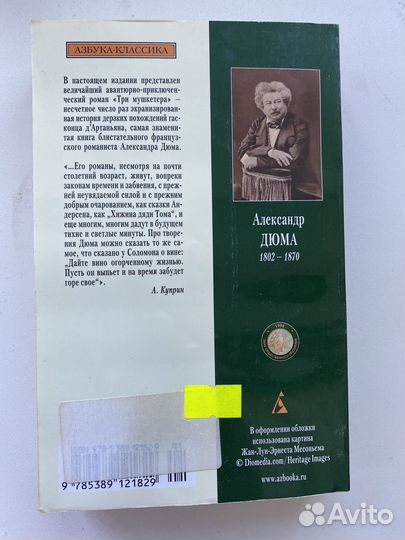 АЗБУКА-КЛАССИКА
В настоящем издании представлен
величайший авантюрно-приключен-
ческий роман «Три мушкетера» —
несчетное число раз экранизирован-
ная история дерзких похождений гас-
конца д'Артаньяна, самая знамени-
тая книга блистательного французс-
кого романиста Александра Дюма.
«...Его романы, несмотря на почти
столетний возраст, живут, вопреки
законам времени и забвения, с преж-
ней неувядаемой силой и с прежним
добрым очарованием, как сказки Ан-
дерсена, как „Хижина дяди Тома“, и
еще многим, многим дадут в будущем
тихие и светлые минуты. Про творе-
ния Дюма можно сказать то же са-
мое, что сказано у Соломона о вине:
„Дайте вино огорченному жизнью.
Пусть он выпьет и на время забудет
горе свое“».
А. Куприн
Александр
ДЮМА
1802 – 1870
В оформлении обложки
использована картина
Жан-Луи-Эрнеста Месоньема
© Diomedia.com/Heritage Images
www.azbooka.ru
9 785389 121829
Avito